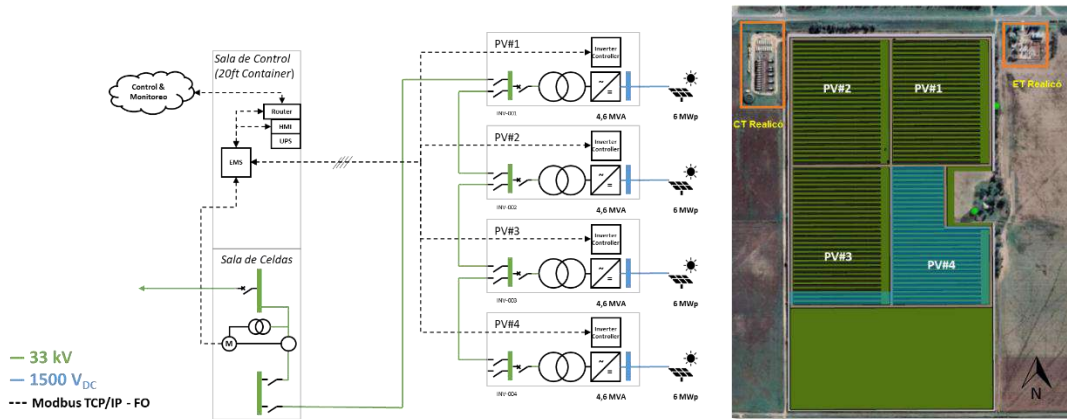 Sala de Control
(20ft Container)
Control &
Monitoreo
Router
HMI
UPS
EMS
Sala de Celdas
M
33 kV
1500 VDC
Modbus TCP/IP - FO
PV#1
Inverter
Controller
~
=
INV-001
4,6 MVA
6 MWp
PV#2
Inverter
Controller
~
=
INV-002
4,6 MVA
6 MWp
PV#3
Inverter
Controller
~
=
INV-003
4,6 MVA
6 MWp
PV#4
Inverter
Controller
~
=
INV-004
4,6 MVA
6 MWp
CT Realicó
ET Realicó
PV#2
PV#1
PV#3
PV#4
N